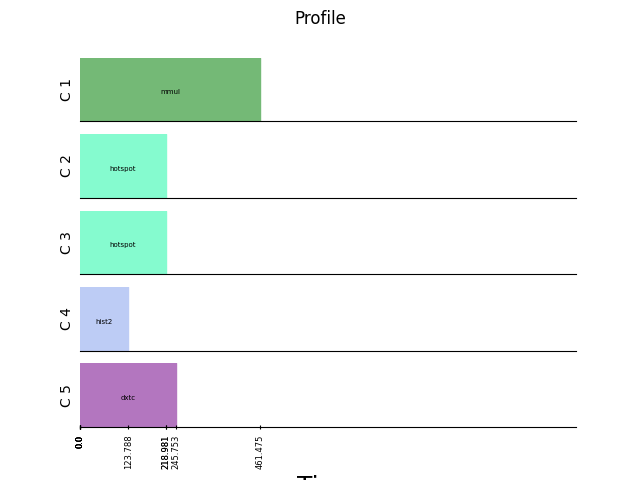 Profile
C 1
mmul
C 2
hotspot
C 3
hotspot
C 4
hist2
C 5
dxtc
0.0
123.788
218.981
245.753
461.475